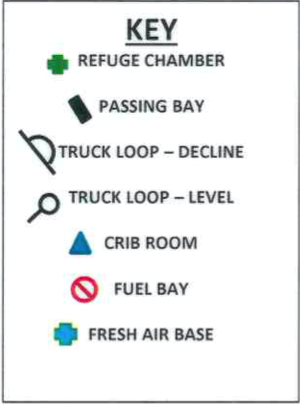 KEY
REFUGE CHAMBER
PASSING BAY
TRUCK LOOP – DECLINE
TRUCK LOOP – LEVEL
CRIB ROOM
FUEL BAY
FRESH AIR BASE